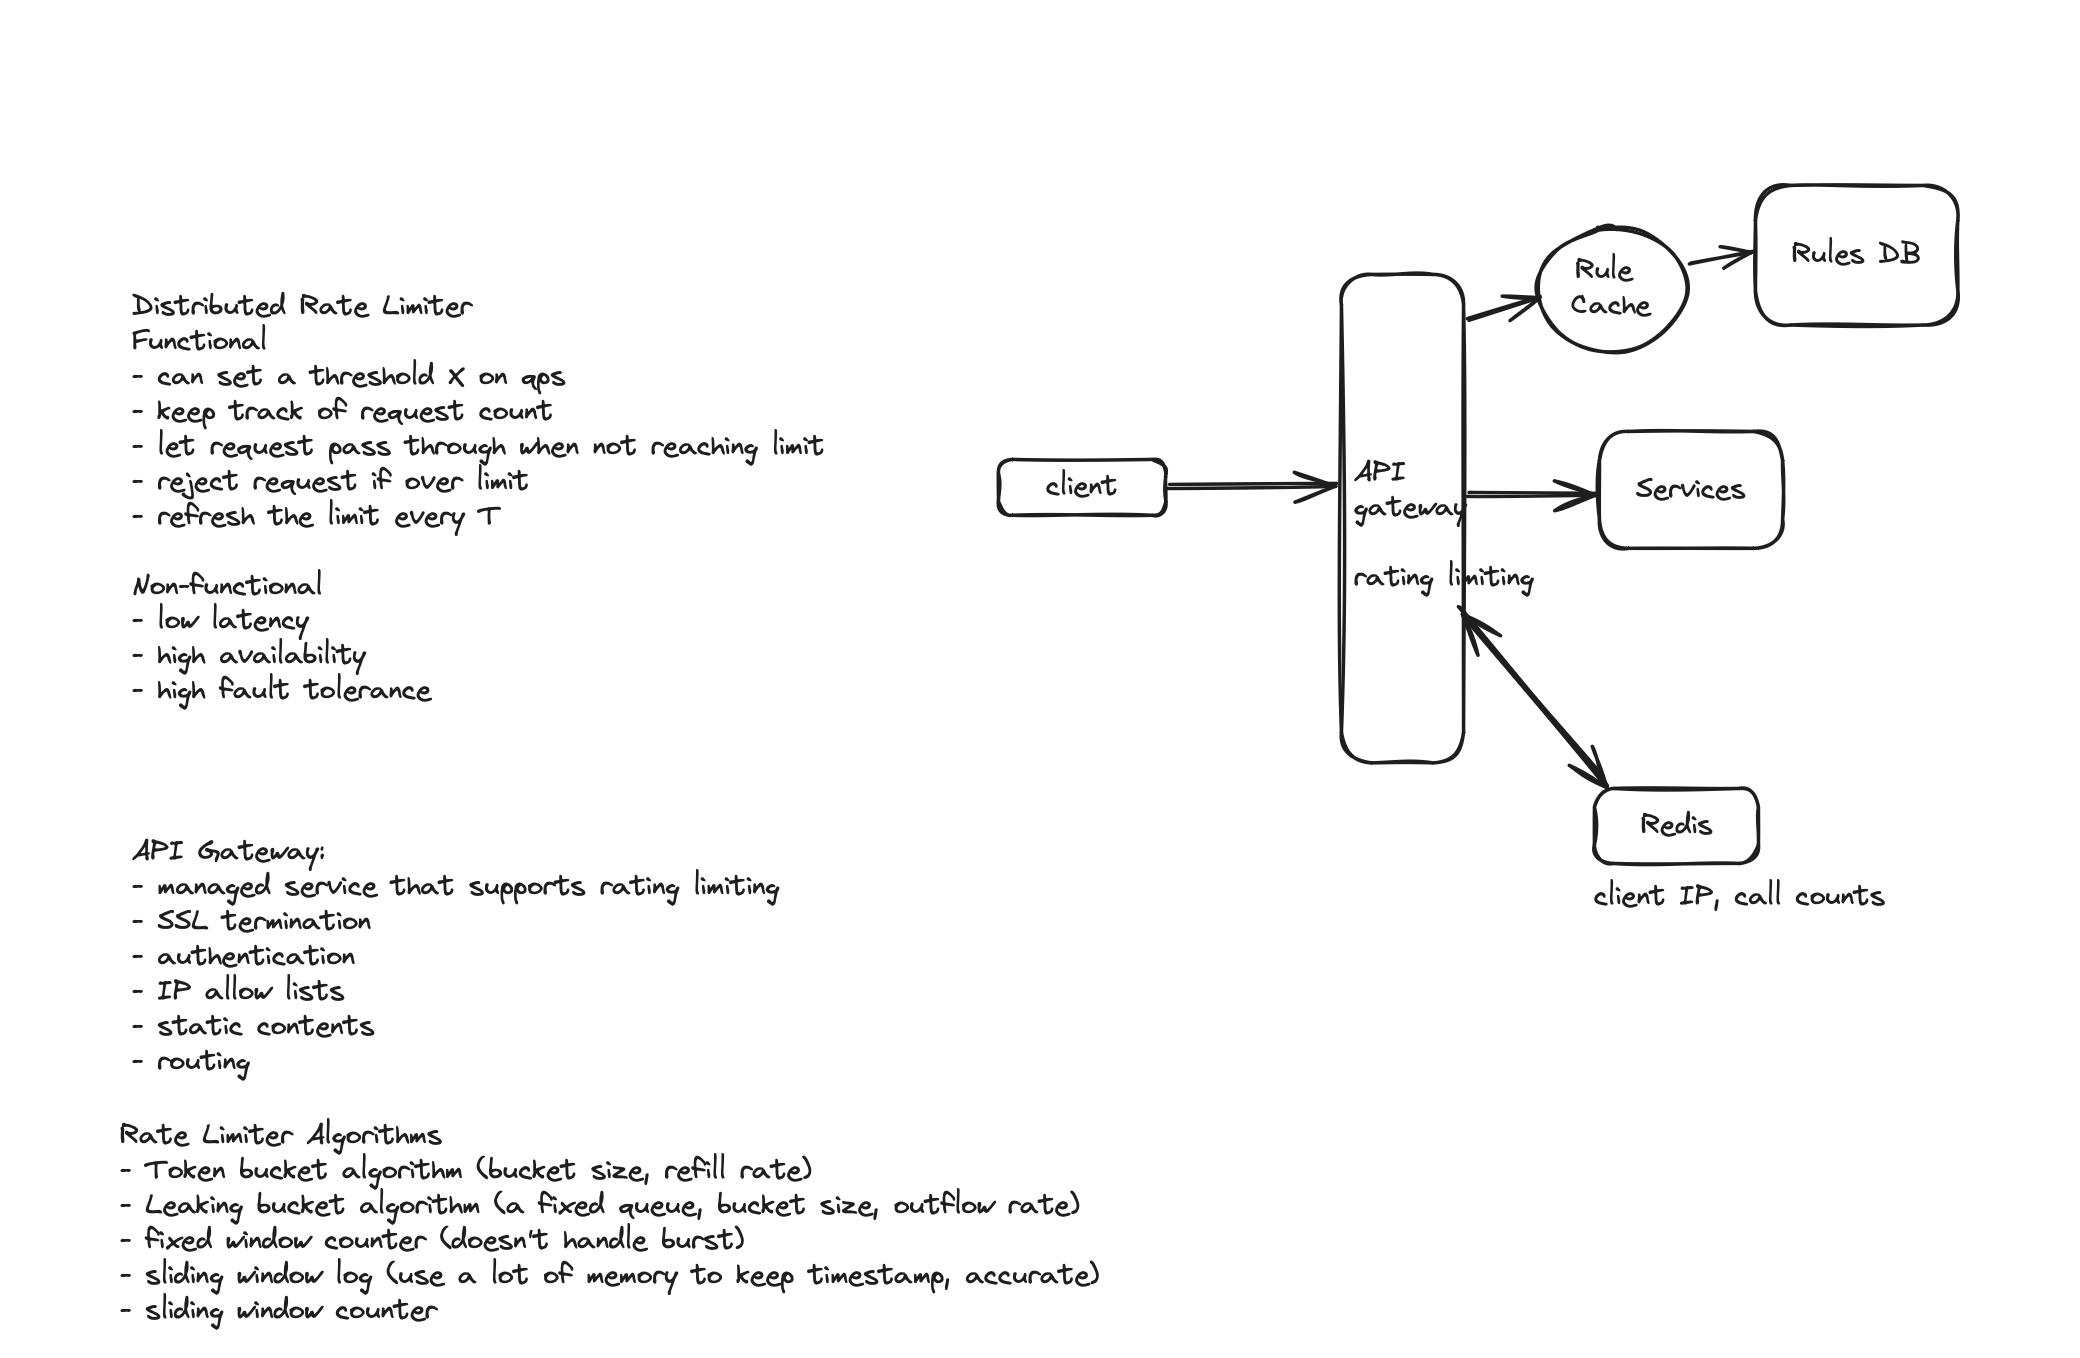 Distributed Rate Limiter
Functional
- can set a threshold X on qps
- keep track of request count
- let request pass through when not reaching limit
- reject request if over limit
- refresh the limit every T
Non-functional
- low latency
- high availability
- high fault tolerance
API Gateway:
- managed service that supports rating limiting
- SSL termination
- authentication
- IP allow lists
- static contents
- routing
Rate Limiter Algorithms
- Token bucket algorithm (bucket size, refill rate)
- Leaking bucket algorithm (a fixed queue, bucket size, outflow rate)
- fixed window counter (doesn't handle burst)
- sliding window log (use a lot of memory to keep timestamp, accurate)
- sliding window counter
client
API
gateway
rating limiting
Rule
Cache
Rules DB
Services
Redis
client IP, call counts